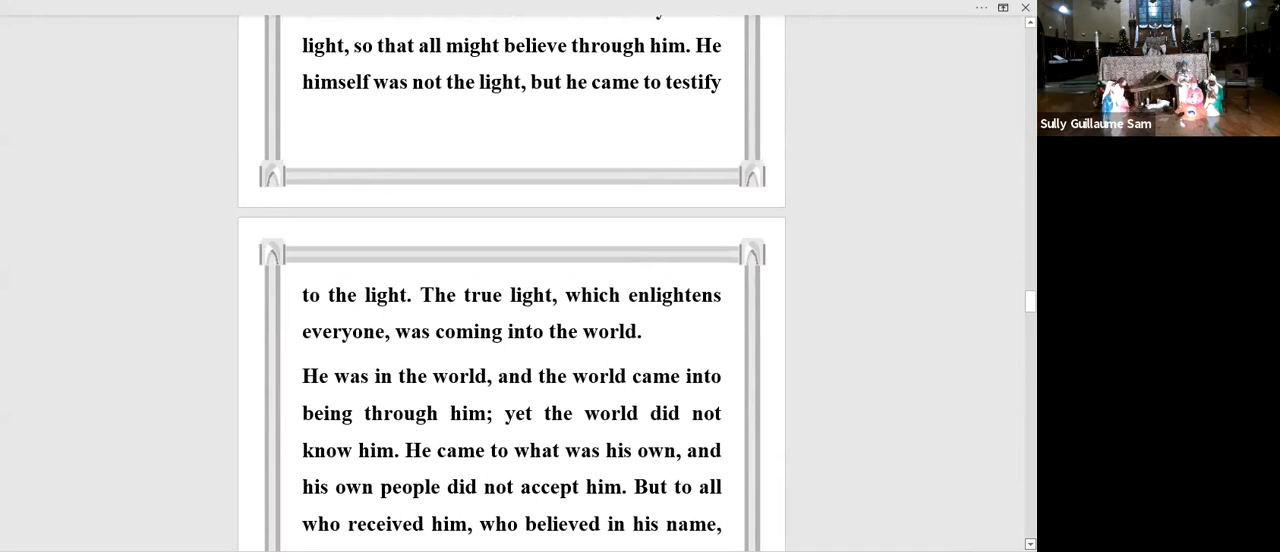 light, so that all might believe through him. He
himself was not the light, but he came to testify
to the light. The true light, which enlightens
everyone, was coming into the world.
He was in the world, and the world came into
being through him; yet the world did not
know him. He came to what was his own, and
his own people did not accept him. But to all
who received him, who believed in his name,
Sully Guillaume Sam